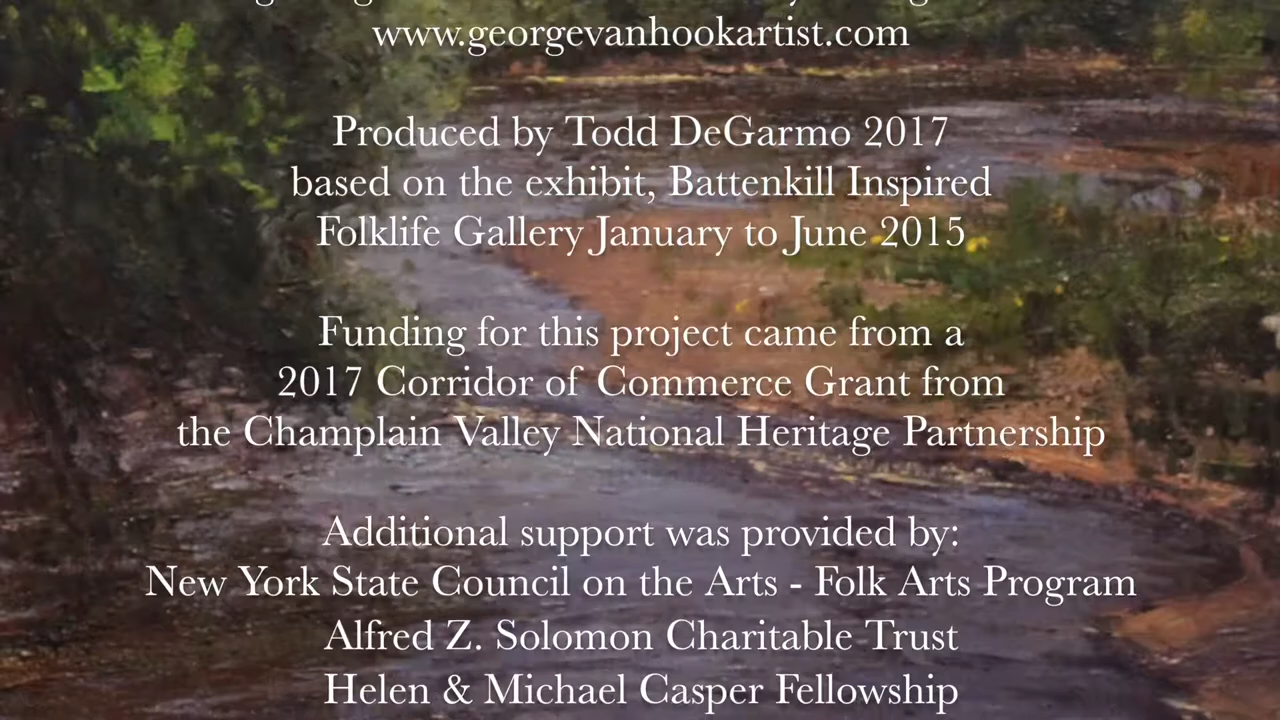 www.georgevanhookartist.com
Produced by Todd DeGarmo 2017
based on the exhibit, Battenkill Inspired
Folklife Gallery January to June 2015
Funding for this project came from a
2017 Corridor of Commerce Grant from
the Champlain Valley National Heritage Partnership
Additional support was provided by:
New York State Council on the Arts - Folk Arts Program
Alfred Z. Solomon Charitable Trust
Helen & Michael Casper Fellowship